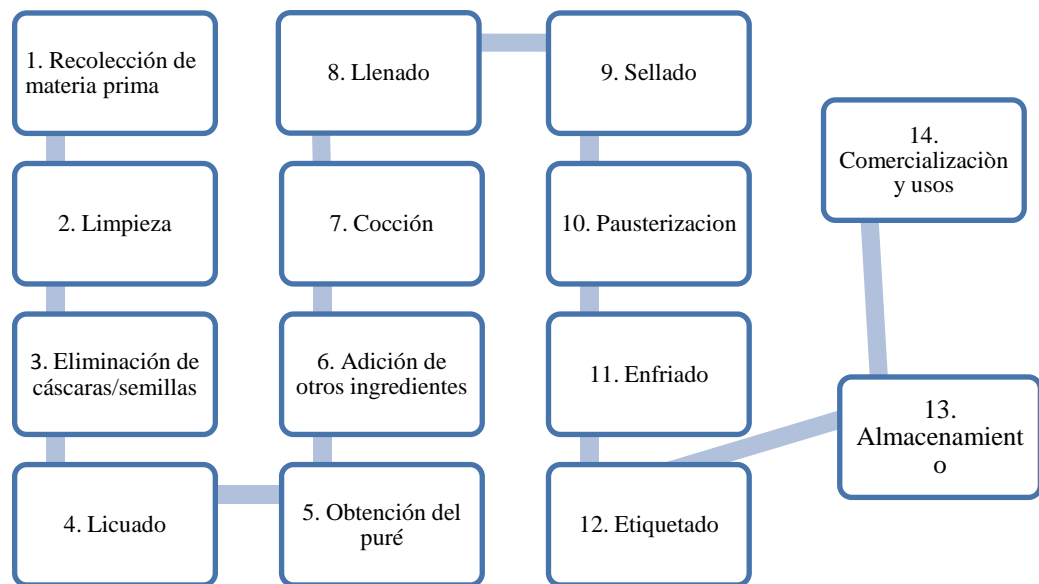 1. Recolección de
materia prima
2. Limpieza
3. Eliminación de
cáscaras/semillas
4. Licuado
5. Obtención del
puré
6. Adición de
otros ingredientes
7. Cocción
8. Llenado
9. Sellado
10. Pausterizacion
11. Enfriado
12. Etiquetado
13.
Almacenamient
o
14.
Comercializaciòn
y usos